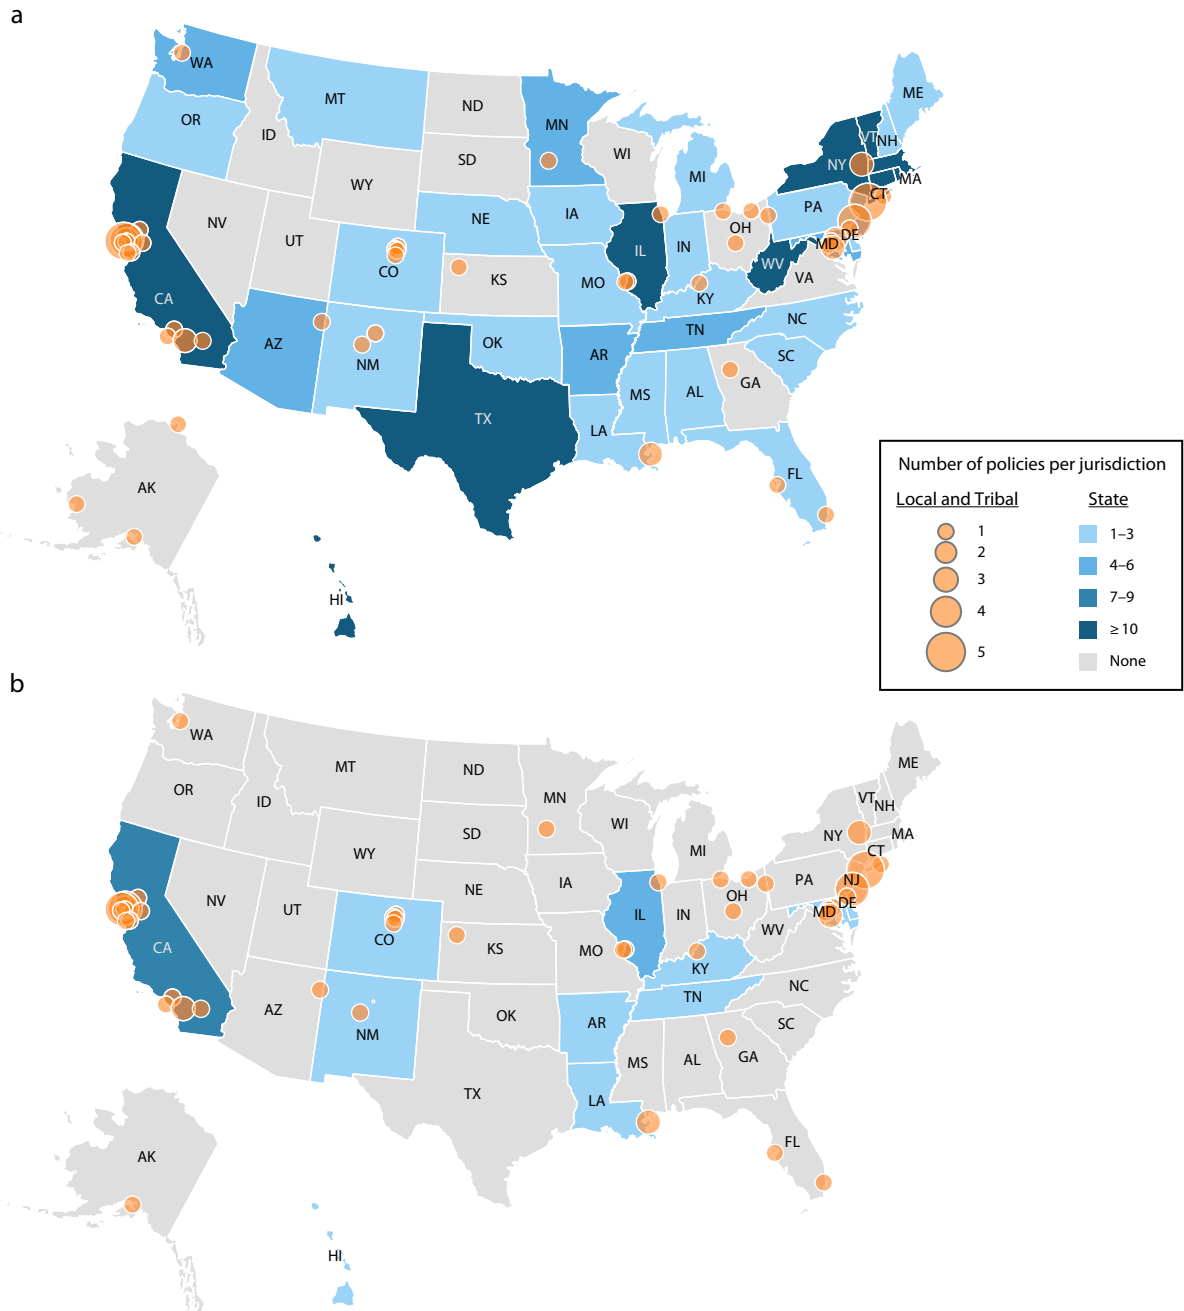 a
WA
MT
ND
MN
ME
OR
ID
SD
WI
VT
NH
NY
MA
WY
MI
CT
NE
IA
PA
NV
UT
OH
DE
IL
IN
MD
CO
KS
MO
WV
VA
CA
KY
NC
AZ
OK
TN
NM
AR
SC
MS
AL
GA
TX
LA
FL
AK
HI
Number of policies per jurisdiction
Local and Tribal State
1 1–3
2 4–6
3 7–9
4 ≥ 10
5 None
b
WA
MT
ND
ME
OR
ID
MN
VT
NH
SD
WI
NY
MA
WY
MI
CT
NE
IA
PA
NJ
NV
UT
OH
DE
IL
IN
MD
CO
KS
MO
WV
CA
KY
NC
AZ
OK
TN
NM
AR
SC
MS
AL
GA
TX
LA
FL
AK
HI